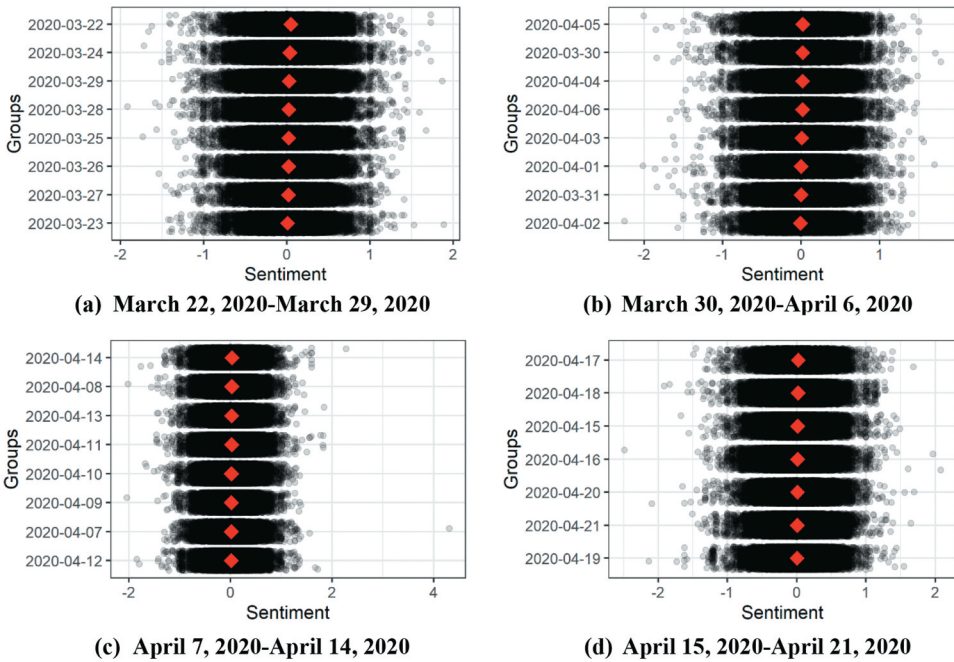 Groups
2020-03-22
2020-03-24
2020-03-29
2020-03-28
2020-03-25
2020-03-26
2020-03-27
2020-03-23
-2 -1 0 1 2
Sentiment
(a) March 22, 2020-March 29, 2020
Groups
2020-04-05
2020-03-30
2020-04-04
2020-04-06
2020-04-03
2020-04-01
2020-03-31
2020-04-02
-2 -1 0 1
Sentiment
(b) March 30, 2020-April 6, 2020
Groups
2020-04-14
2020-04-08
2020-04-13
2020-04-11
2020-04-10
2020-04-09
2020-04-07
2020-04-12
-2 0 2 4
Sentiment
(c) April 7, 2020-April 14, 2020
Groups
2020-04-17
2020-04-18
2020-04-15
2020-04-16
2020-04-20
2020-04-21
2020-04-19
-2 -1 0 1 2
Sentiment
(d) April 15, 2020-April 21, 2020